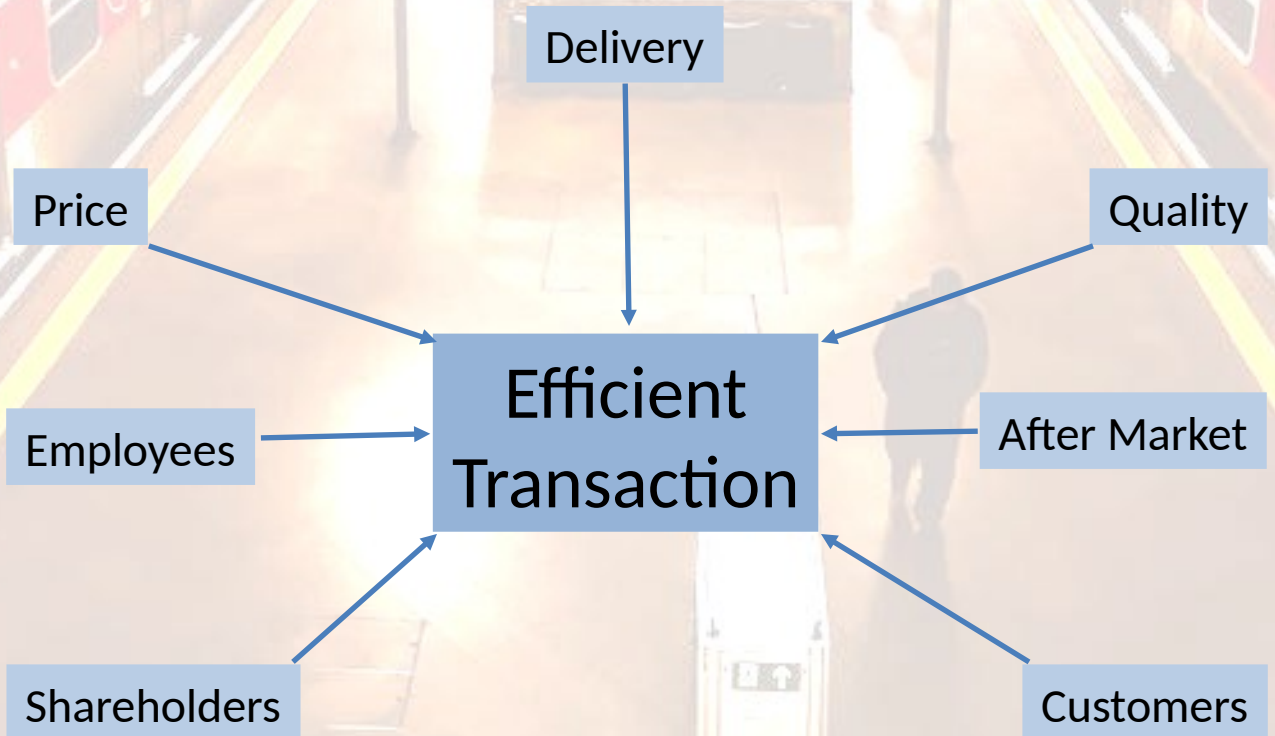 Delivery
Price
Quality
Efficient
Transaction
Employees
After Market
Shareholders
Customers